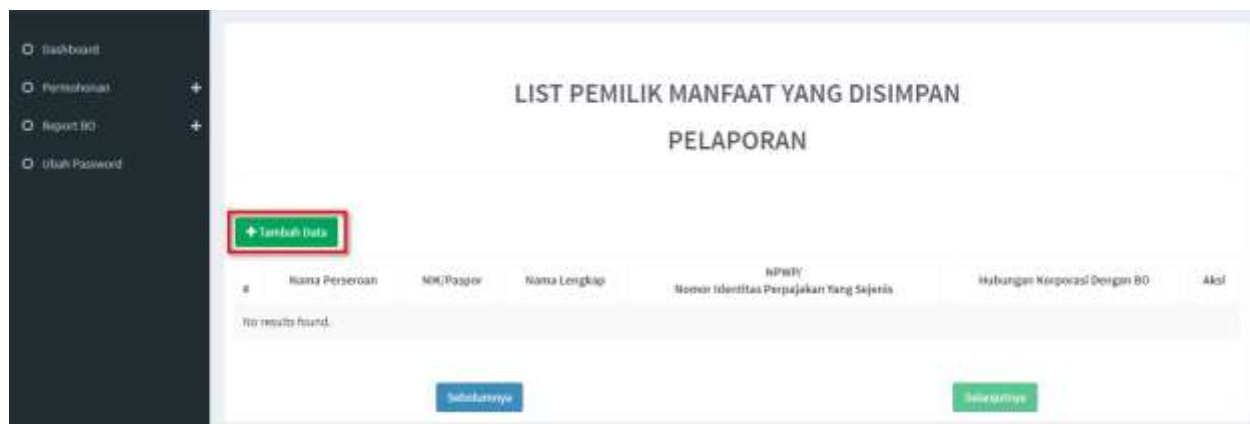 Dashboard
Permohonan
Report BO
Ubah Password
LIST PEMILIK MANFAAT YANG DISIMPAN
PELAPORAN
+ Tambah Data
# Nama Perseroan NIK/Paspor Nama Lengkap NPWP/ Nomor Identitas Perpajakan Yang Sejenis Hubungan Korporasi Dengan BO Aksi
No results found.
Sebelumnya Selanjutnya